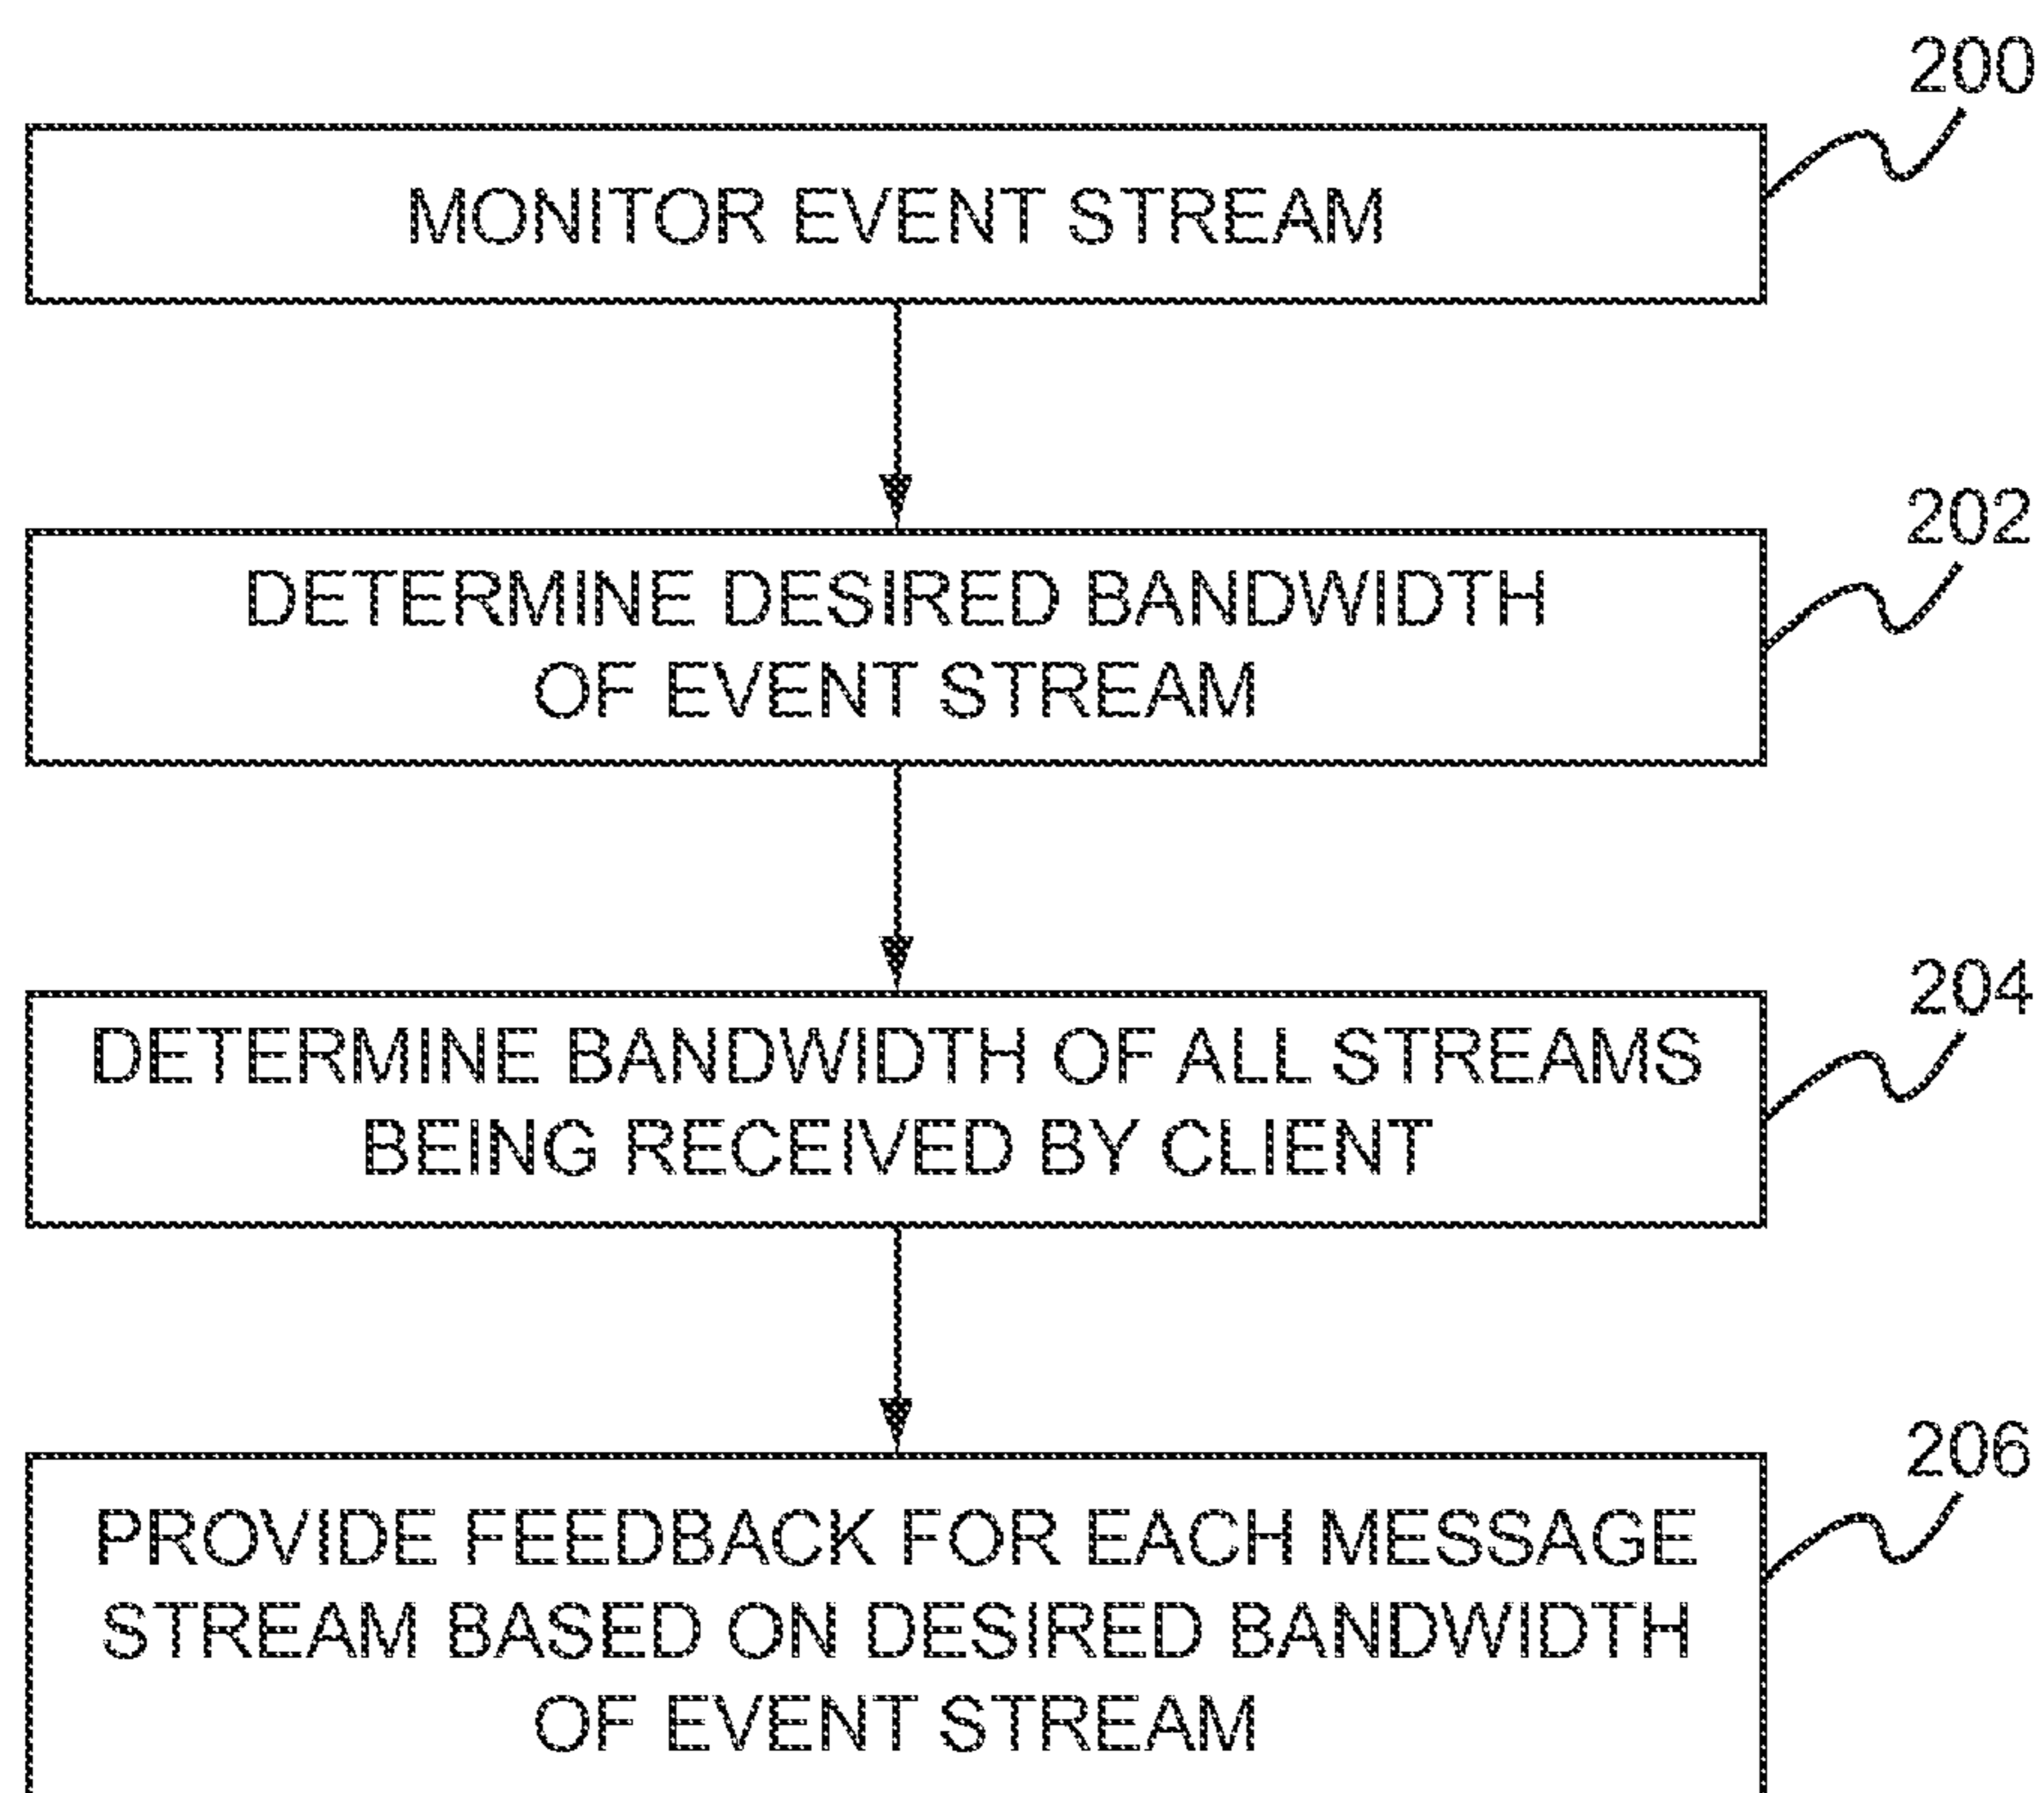 200
MONITOR EVENT STREAM
202
DETERMINE DESIRED BANDWIDTH
OF EVENT STREAM
204
DETERMINE BANDWIDTH OF ALL STREAMS
BEING RECEIVED BY CLIENT
206
PROVIDE FEEDBACK FOR EACH MESSAGE
STREAM BASED ON DESIRED BANDWIDTH
OF EVENT STREAM